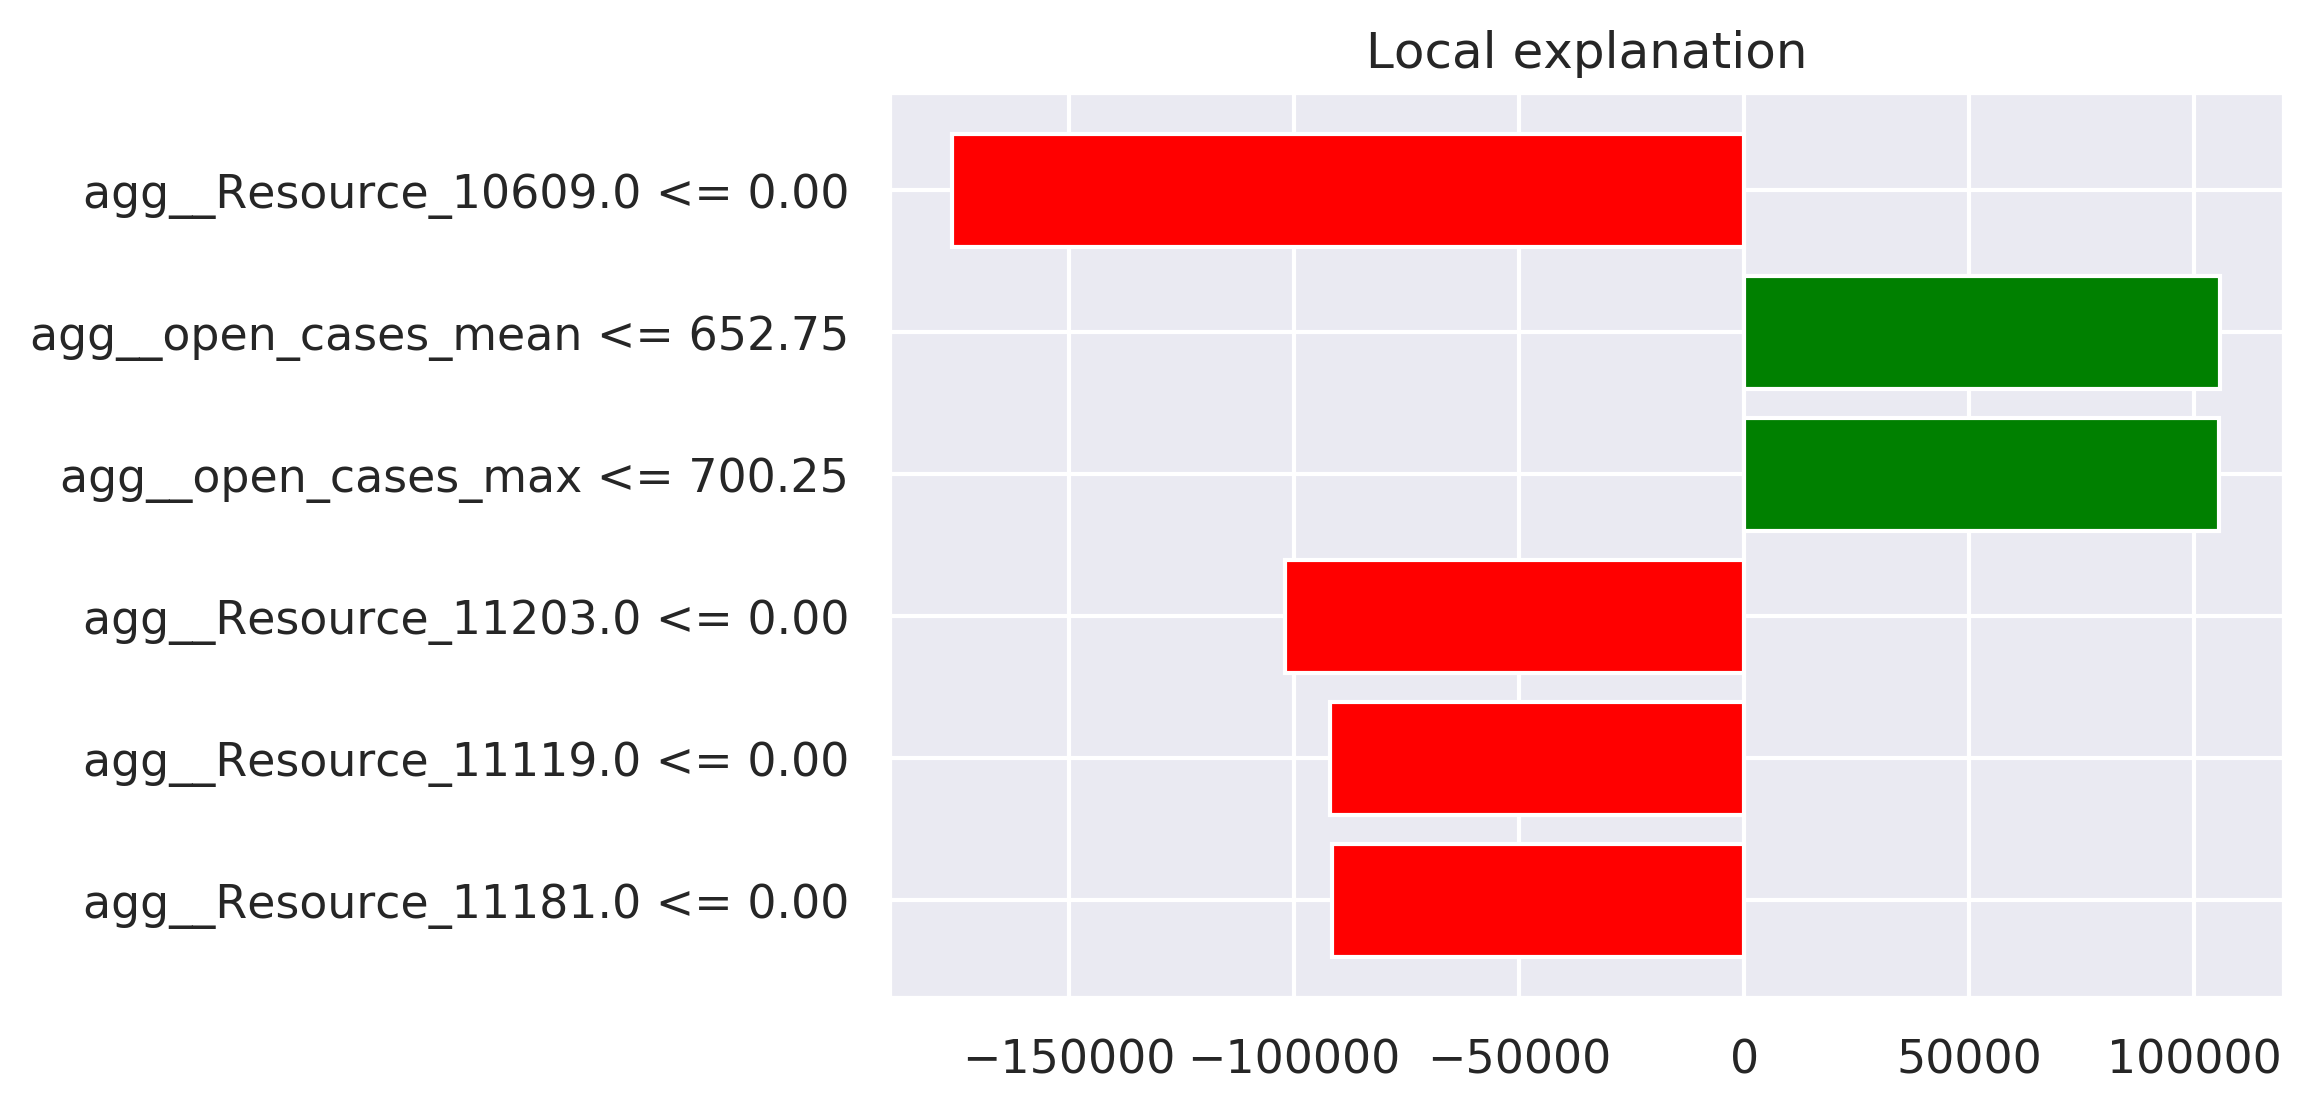 Local explanation
agg__Resource_10609.0 <= 0.00
agg__open_cases_mean <= 652.75
agg__open_cases_max <= 700.25
agg__Resource_11203.0 <= 0.00
agg__Resource_11119.0 <= 0.00
agg__Resource_11181.0 <= 0.00
−150000 −100000 −50000 0 50000 100000